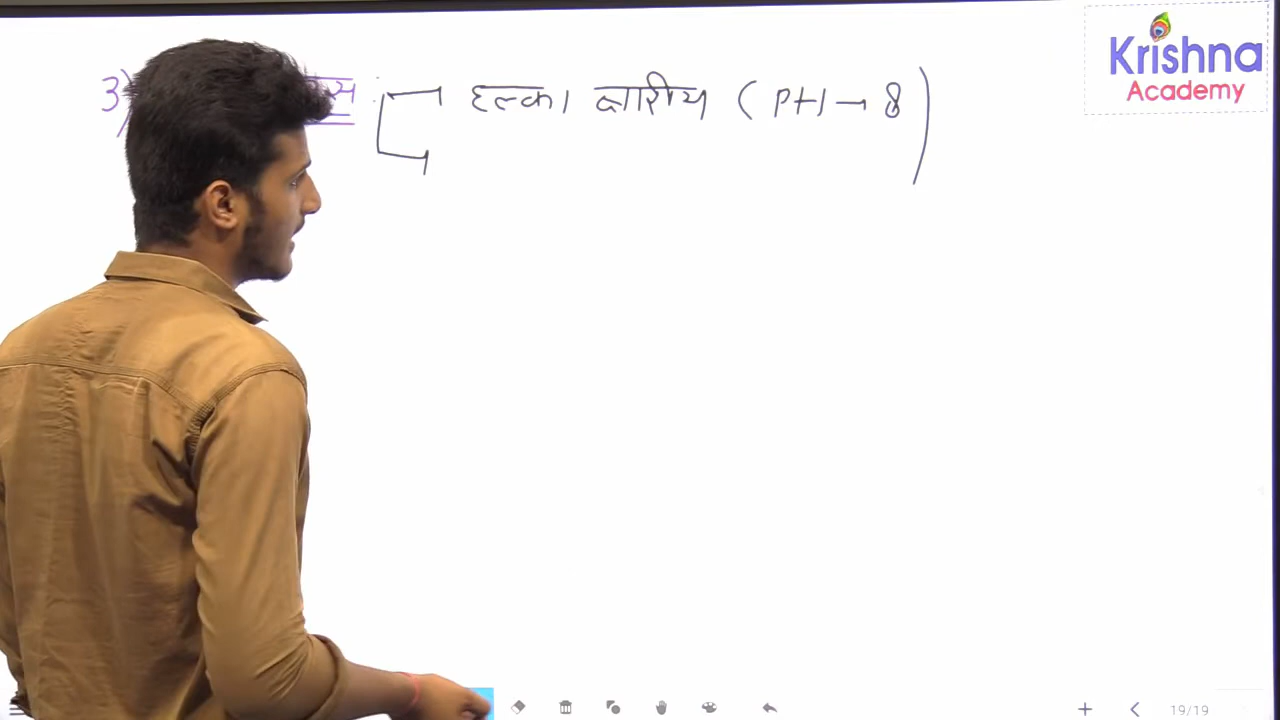 3) हल्का क्षारीय ( PH → 8 )
Krishna
Academy
19/19